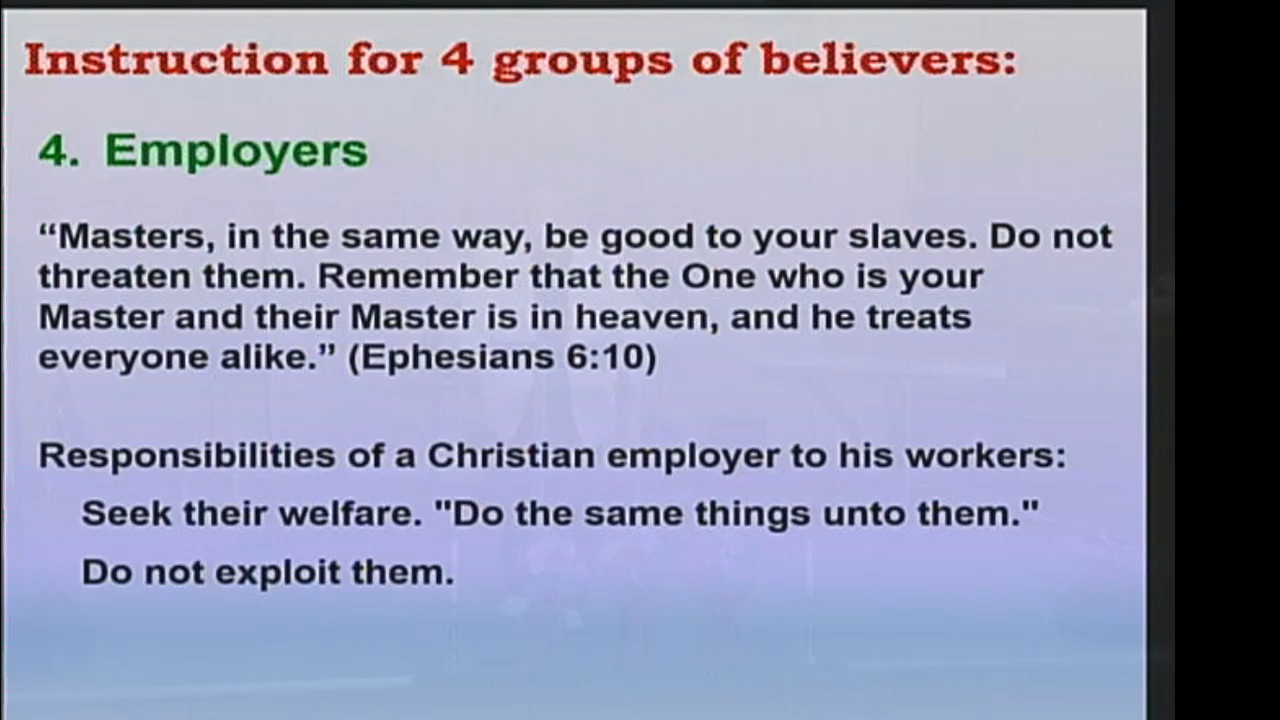 Instruction for 4 groups of believers:
4. Employers
“Masters, in the same way, be good to your slaves. Do not
threaten them. Remember that the One who is your
Master and their Master is in heaven, and he treats
everyone alike.” (Ephesians 6:10)
Responsibilities of a Christian employer to his workers:
Seek their welfare. "Do the same things unto them."
Do not exploit them.